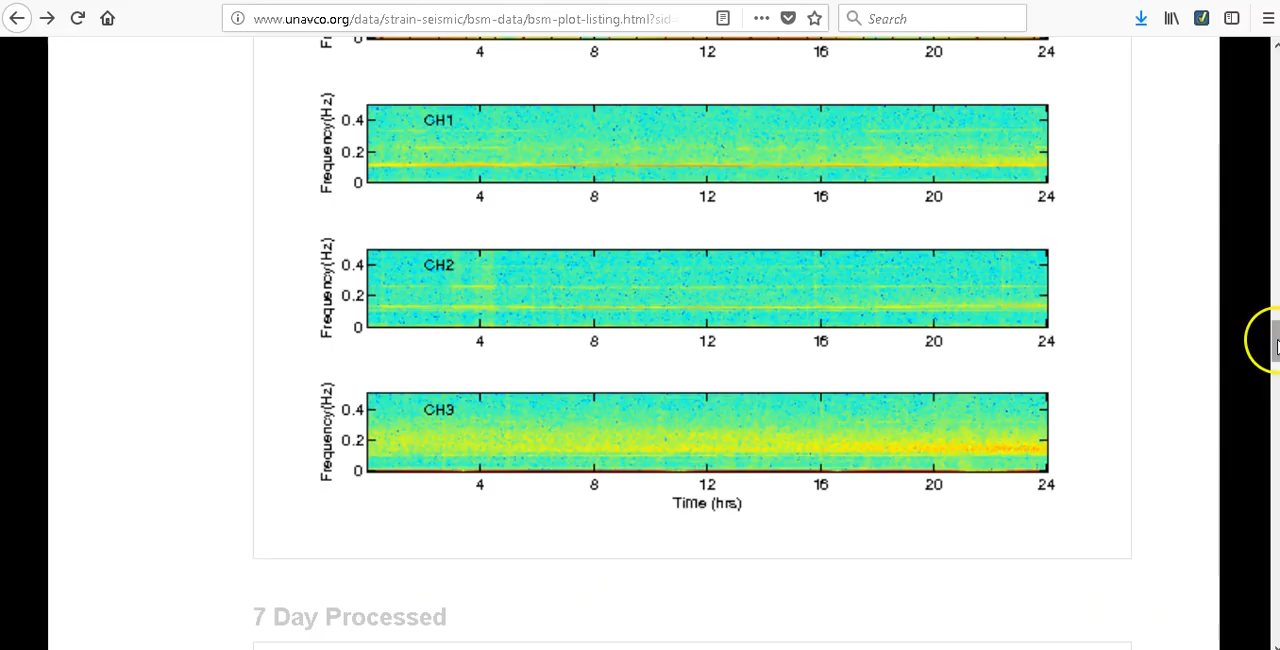 www.unavco.org/data/strain-seismic/bsm-data/bsm-plot-listing.html?sid=
Search
0
4 8 12 16 20 24
Frequency(Hz)
CH1
0.4
0.2
0
4 8 12 16 20 24
Frequency(Hz)
CH2
0.4
0.2
0
4 8 12 16 20 24
Frequency(Hz)
CH3
0.4
0.2
0
4 8 12 16 20 24
Time (hrs)
7 Day Processed